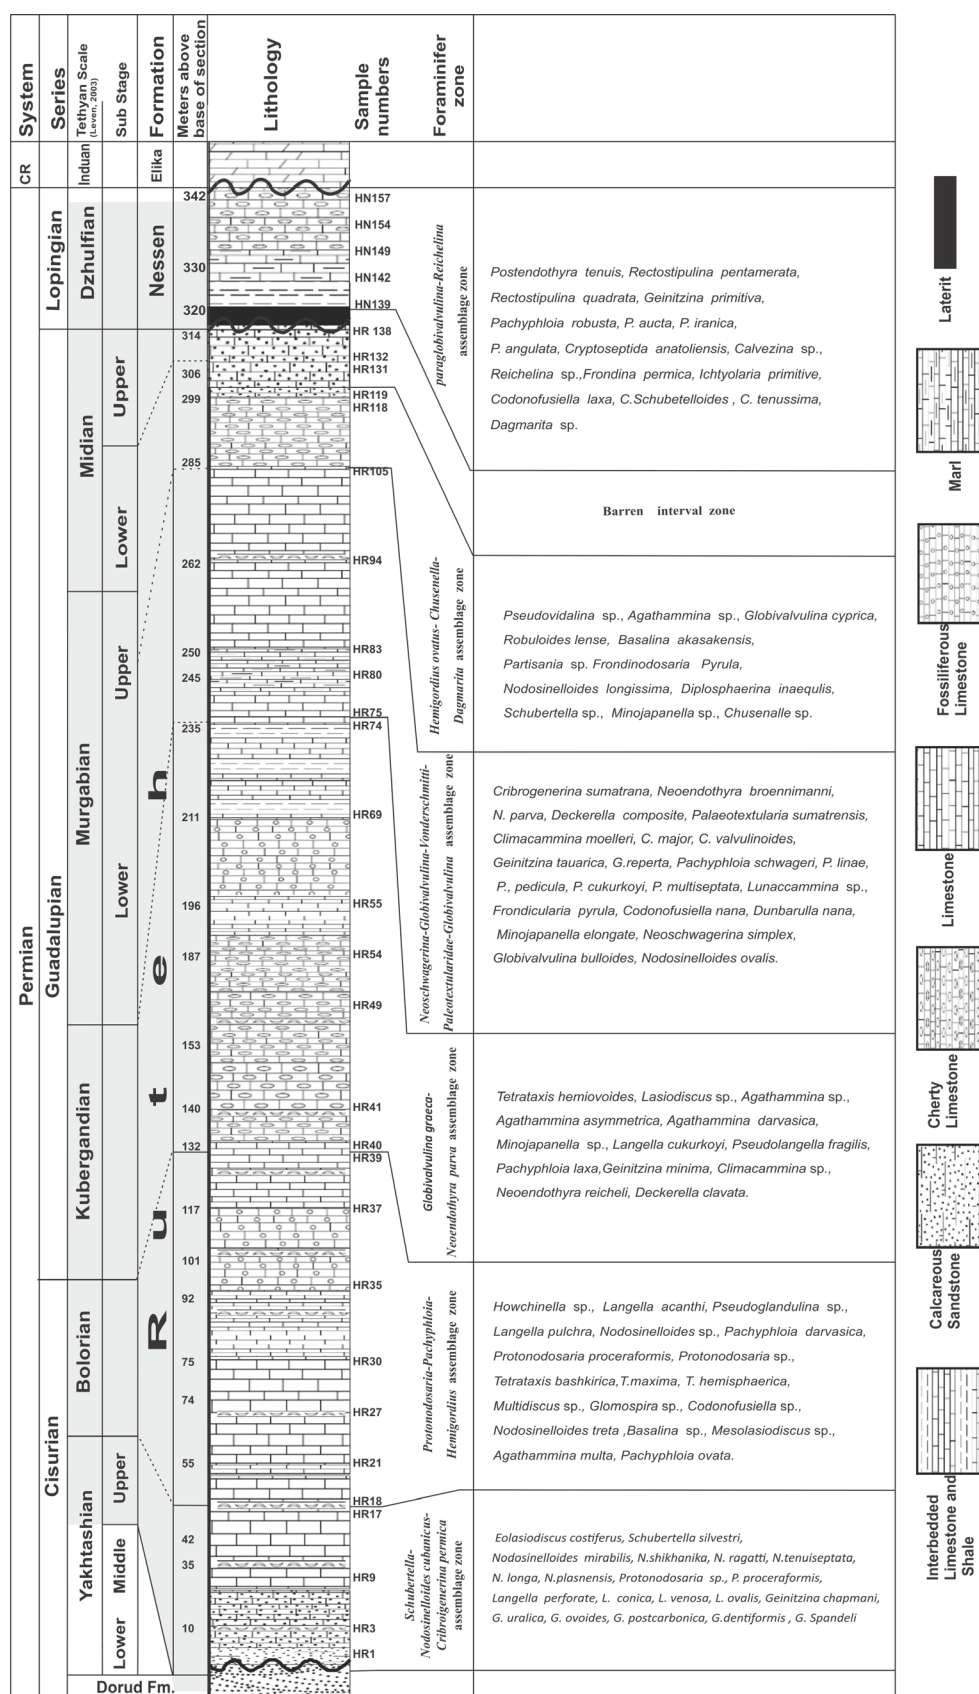 System
Series
Tethyan Scale
(Leven, 2003)
Sub Stage
Formation
Meters above
base of section
Lithology
Sample
numbers
Foraminifer
zone
CR
Induan
Elika
Permian
Lopingian
Guadalupian
Cisurian
Dzhulfian
Midian
Murgabian
Kubergandian
Bolorian
Yakhtashian
Upper
Lower
Upper
Lower
Upper
Middle
Lower
Nessen
Ruteh
Dorud Fm.
342
330
320
314
306
299
285
262
250
245
235
211
196
187
153
140
132
117
101
92
75
74
55
42
35
10
HN157
HN154
HN149
HN142
HN139
HR 138
HR132
HR131
HR119
HR118
HR105
HR94
HR83
HR80
HR75
HR74
HR69
HR55
HR54
HR49
HR41
HR40
HR39
HR37
HR35
HR30
HR27
HR21
HR18
HR17
HR9
HR3
HR1
paraglobivalvulina-Reichelina
assemblage zone
Postendothyra tenuis, Rectostipulina pentamerata,
Rectostipulina quadrata, Geinitzina primitiva,
Pachyphloia robusta, P. aucta, P. iranica,
P. angulata, Cryptoseptida anatoliensis, Calvezina sp.,
Reichelina sp.,Frondina permica, Ichtyolaria primitive,
Codonofusiella laxa, C.Schubetelloides , C. tenussima,
Dagmarita sp.
Barren interval zone
Hemigordius ovatus- Chusenella-
Dagmarita assemblage zone
Pseudovidalina sp., Agathammina sp., Globivalvulina cyprica,
Robuloides lense, Basalina akasakensis,
Partisania sp. Frondinodosaria Pyrula,
Nodosinelloides longissima, Diplosphaerina inaequlis,
Schubertella sp., Minojapanella sp., Chusenalle sp.
Neoschwagerina-Globivalvulina-Vonderschmitti-
Paleotextularidae-Globivalvulina assemblage zone
Cribrogenerina sumatrana, Neoendothyra broennimanni,
N. parva, Deckerella composite, Palaeotextularia sumatrensis,
Climacammina moelleri, C. major, C. valvulinoides,
Geinitzina tauarica, G.reperta, Pachyphloia schwageri, P. linae,
P., pedicula, P. cukurkoyi, P. multiseptata, Lunaccammina sp.,
Frondicularia pyrula, Codonofusiella nana, Dunbarulla nana,
Minojapanella elongate, Neoschwagerina simplex,
Globivalvulina bulloides, Nodosinelloides ovalis.
Globivalvulina graeca-
Neoendothyra parva assemblage zone
Tetrataxis hemiovoides, Lasiodiscus sp., Agathammina sp.,
Agathammina asymmetrica, Agathammina darvasica,
Minojapanella sp., Langella cukurkoyi, Pseudolangella fragilis,
Pachyphloia laxa,Geinitzina minima, Climacammina sp.,
Neoendothyra reicheli, Deckerella clavata.
Protonodosaria-Pachyphloia-
Hemigordius assemblage zone
Howchinella sp., Langella acanthi, Pseudoglandulina sp.,
Langella pulchra, Nodosinelloides sp., Pachyphloia darvasica,
Protonodosaria proceraformis, Protonodosaria sp.,
Tetrataxis bashkirica,T.maxima, T. hemisphaerica,
Multidiscus sp., Glomospira sp., Codonofusiella sp.,
Nodosinelloides treta ,Basalina sp., Mesolasiodiscus sp.,
Agathammina multa, Pachyphloia ovata.
Schubertella-
Nodosinelloides cubanicus-
Cribroigenerina permica
assemblage zone
Eolasiodiscus costiferus, Schubertella silvestri,
Nodosinelloides mirabilis, N.shikhanika, N. ragatti, N.tenuiseptata,
N. longa, N.plasnensis, Protonodosaria sp., P. proceraformis,
Langella perforate, L. conica, L. venosa, L. ovalis, Geinitzina chapmani,
G. uralica, G. ovoides, G. postcarbonica, G.dentiformis , G. Spandeli
Laterit
Marl
Fossiliferous
Limestone
Limestone
Cherty
Limestone
Calcareous
Sandstone
Interbedded
Limestone and
Shale